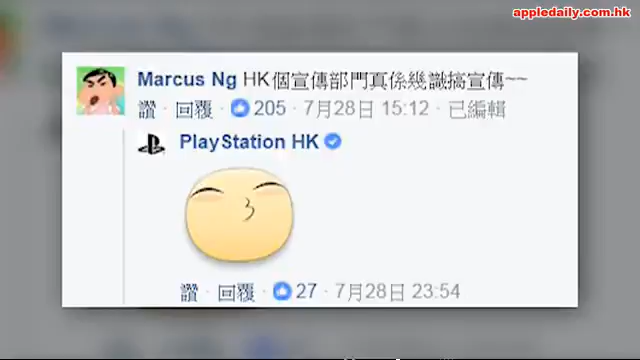 appledaily.com.hk
Marcus Ng HK個宣傳部門真係幾識搞宣傳~~
讚 · 回覆 · 205 · 7月28日 15:12 · 已編輯
PlayStation HK
讚 · 回覆 · 27 · 7月28日 23:54